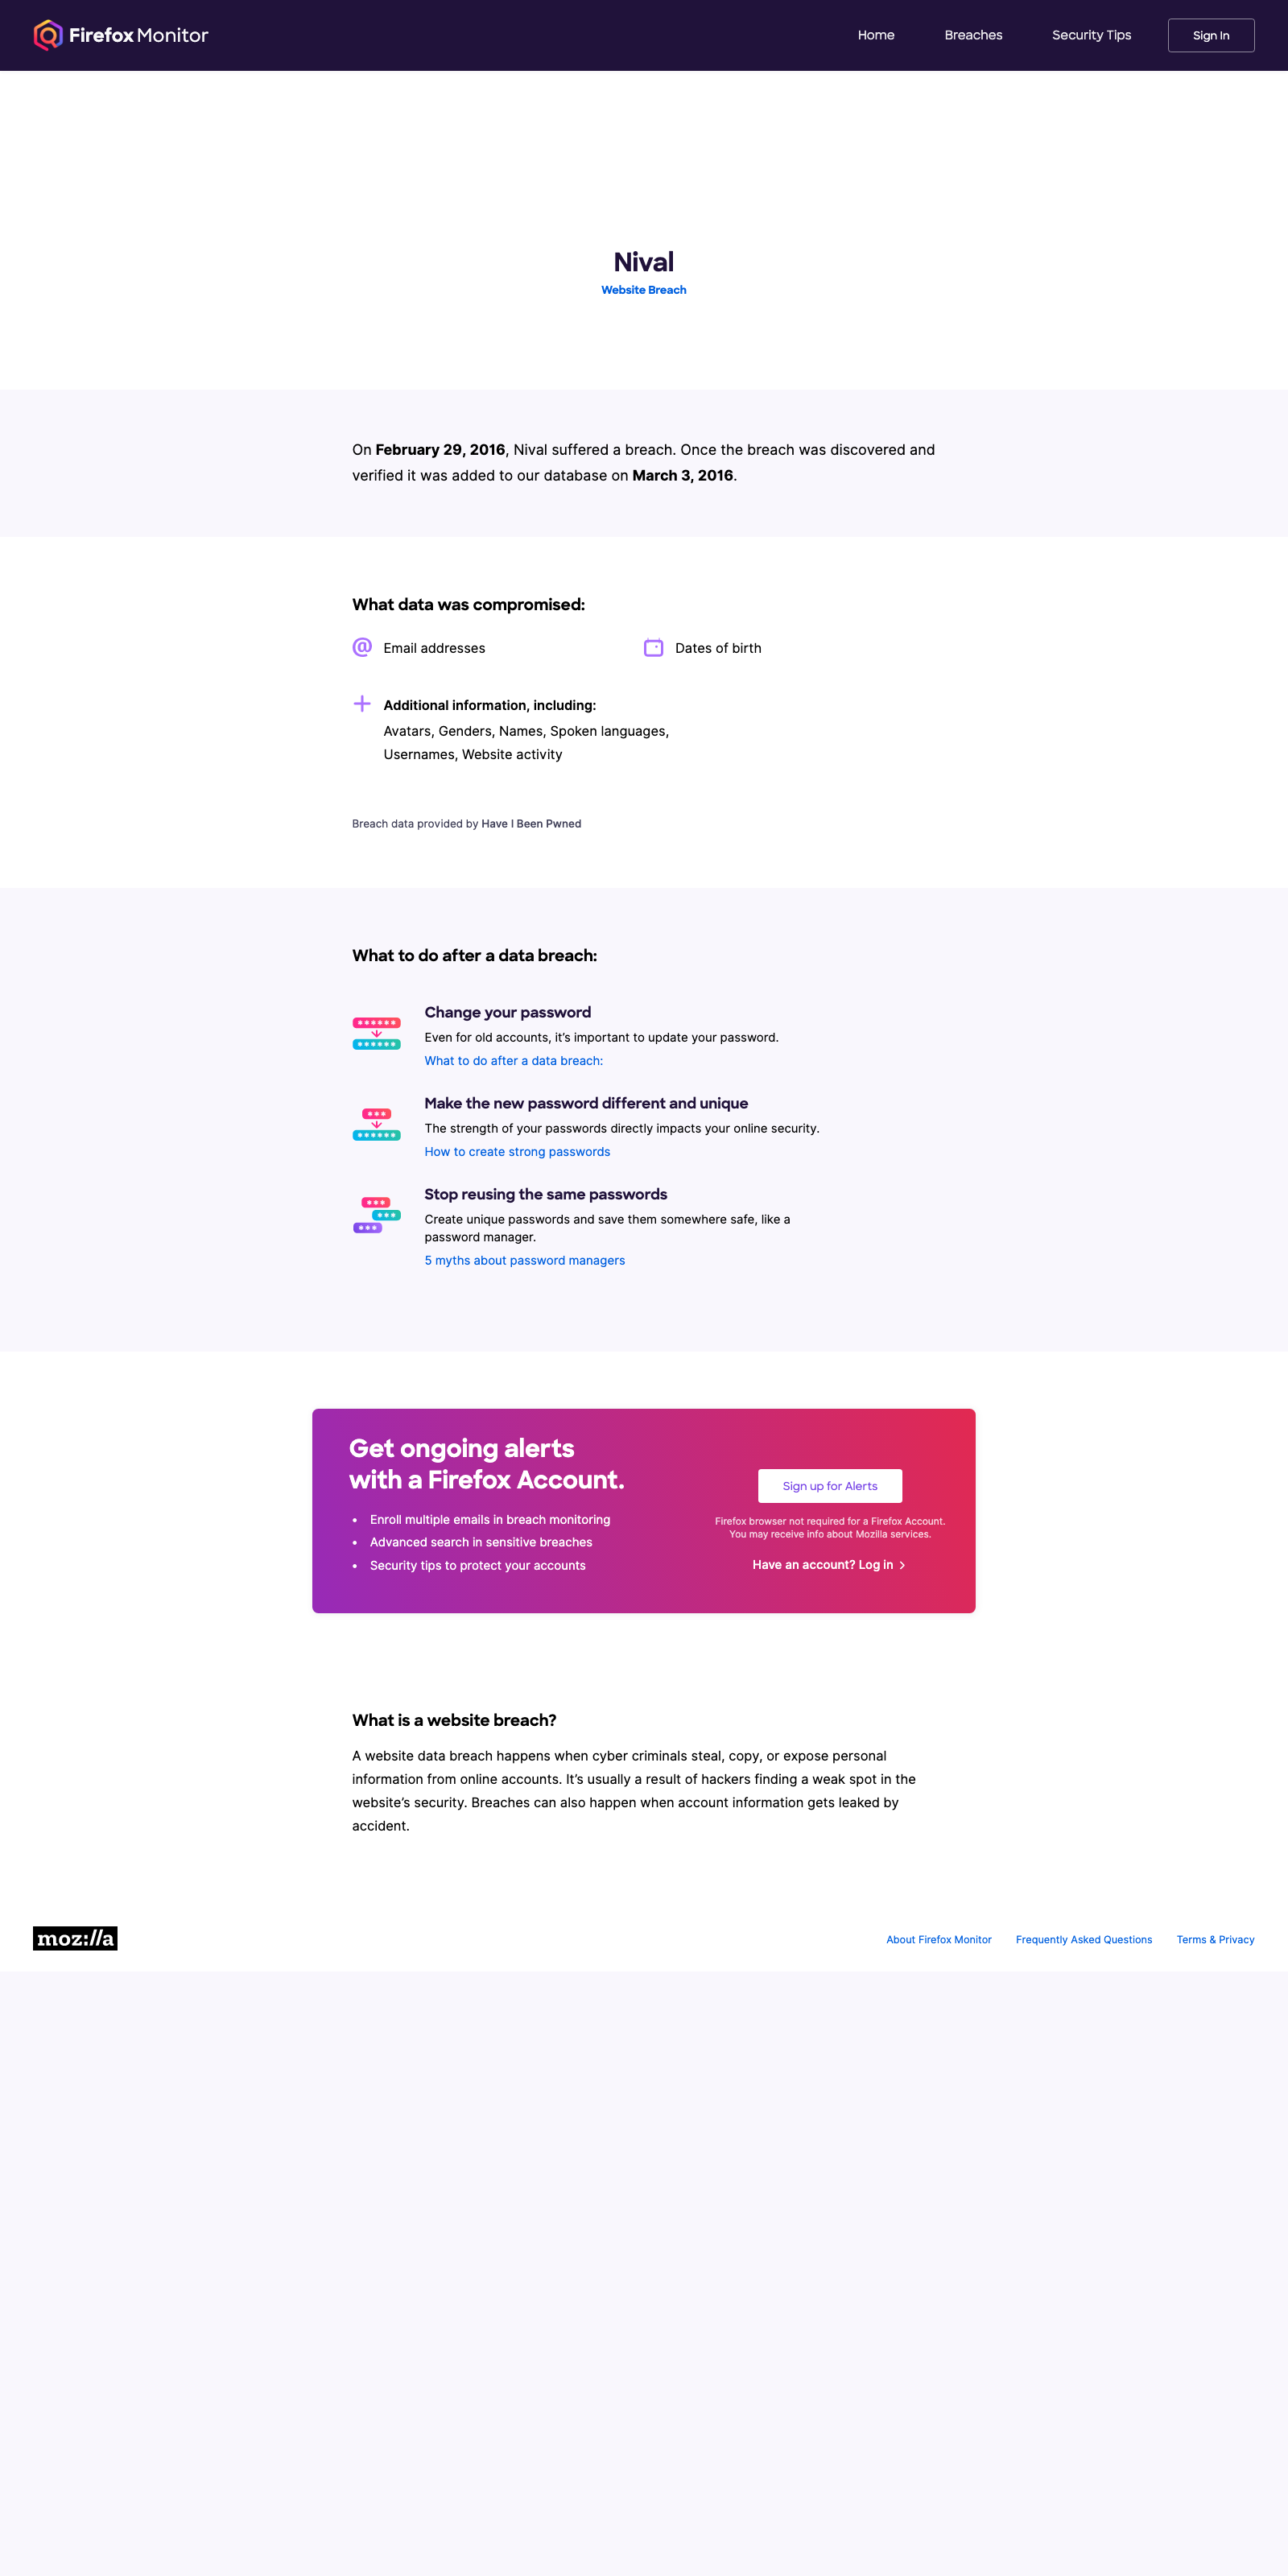 Firefox Monitor
Home
Breaches
Security Tips
Sign In
Nival
Website Breach
On February 29, 2016, Nival suffered a breach. Once the breach was discovered and
verified it was added to our database on March 3, 2016.
What data was compromised:
Email addresses
Dates of birth
Additional information, including:
Avatars, Genders, Names, Spoken languages,
Usernames, Website activity
Breach data provided by Have I Been Pwned
What to do after a data breach:
Change your password
Even for old accounts, it’s important to update your password.
What to do after a data breach:
Make the new password different and unique
The strength of your passwords directly impacts your online security.
How to create strong passwords
Stop reusing the same passwords
Create unique passwords and save them somewhere safe, like a
password manager.
5 myths about password managers
Get ongoing alerts
with a Firefox Account.
• Enroll multiple emails in breach monitoring
• Advanced search in sensitive breaches
• Security tips to protect your accounts
Sign up for Alerts
Firefox browser not required for a Firefox Account.
You may receive info about Mozilla services.
Have an account? Log in
What is a website breach?
A website data breach happens when cyber criminals steal, copy, or expose personal
information from online accounts. It’s usually a result of hackers finding a weak spot in the
website’s security. Breaches can also happen when account information gets leaked by
accident.
moz://a
About Firefox Monitor
Frequently Asked Questions
Terms & Privacy